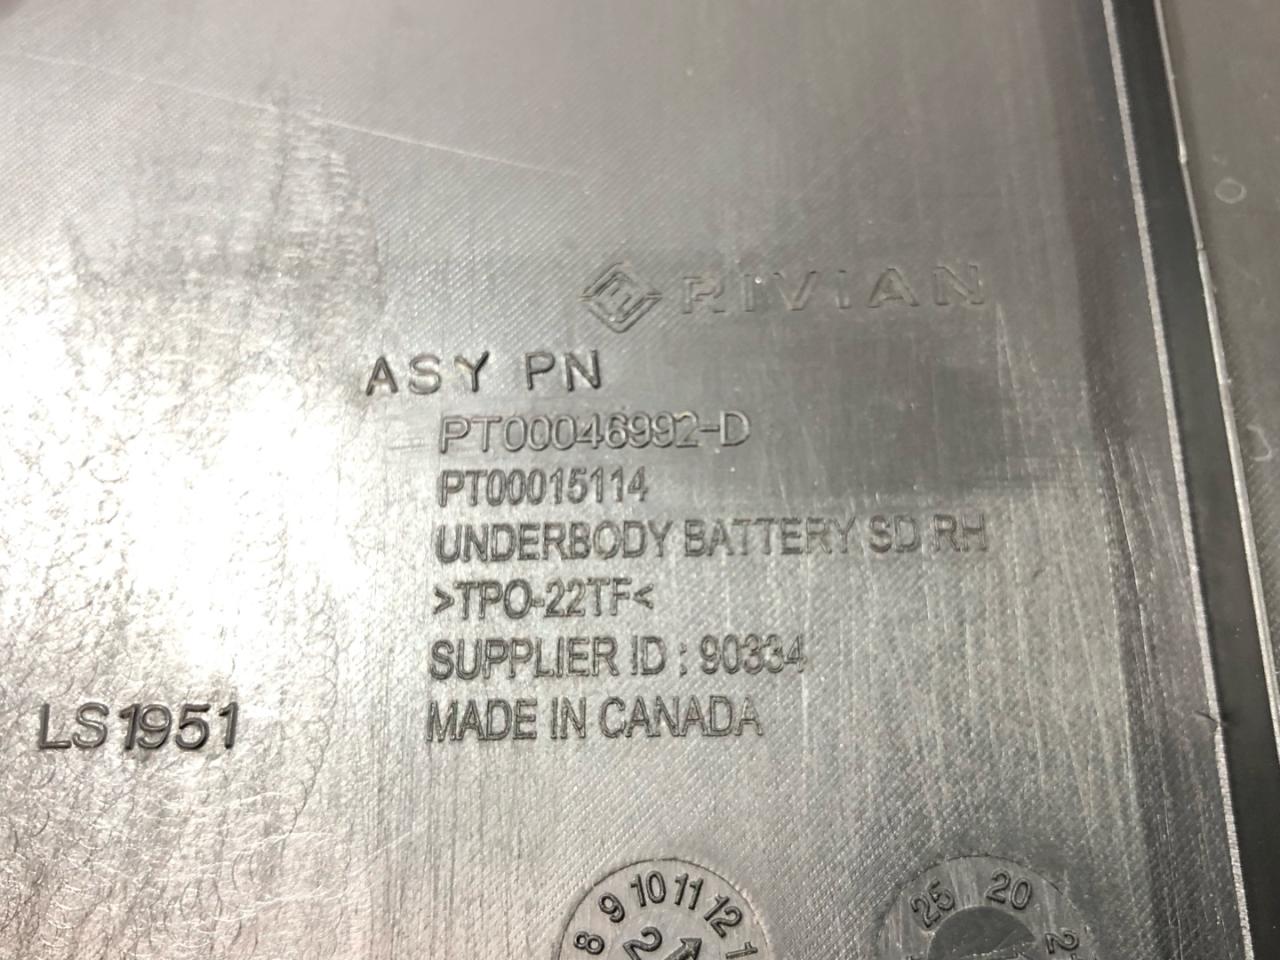 RIVIAN
ASY PN
PT00046992-D
PT00015114
UNDERBODY BATTERY SD RH
>TPO-22TF<
SUPPLIER ID : 90334
MADE IN CANADA
LS1951
8 9 10 11 12 1
2
25 20